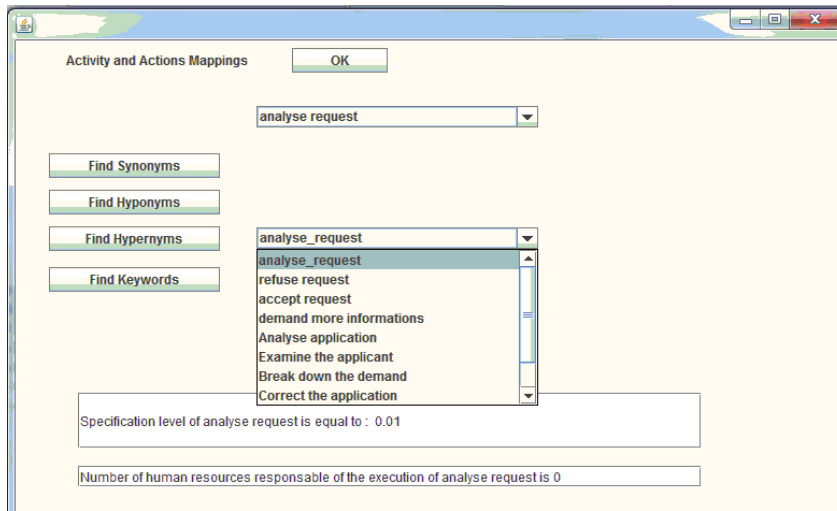 Activity and Actions Mappings OK
analyse request
Find Synonyms
Find Hyponyms
Find Hypernyms analyse_request
analyse_request
refuse request
Find Keywords
accept request
demand more informations
Analyse application
Examine the applicant
Break down the demand
Correct the application
Specification level of analyse request is equal to : 0.01
Number of human resources responsable of the execution of analyse request is 0